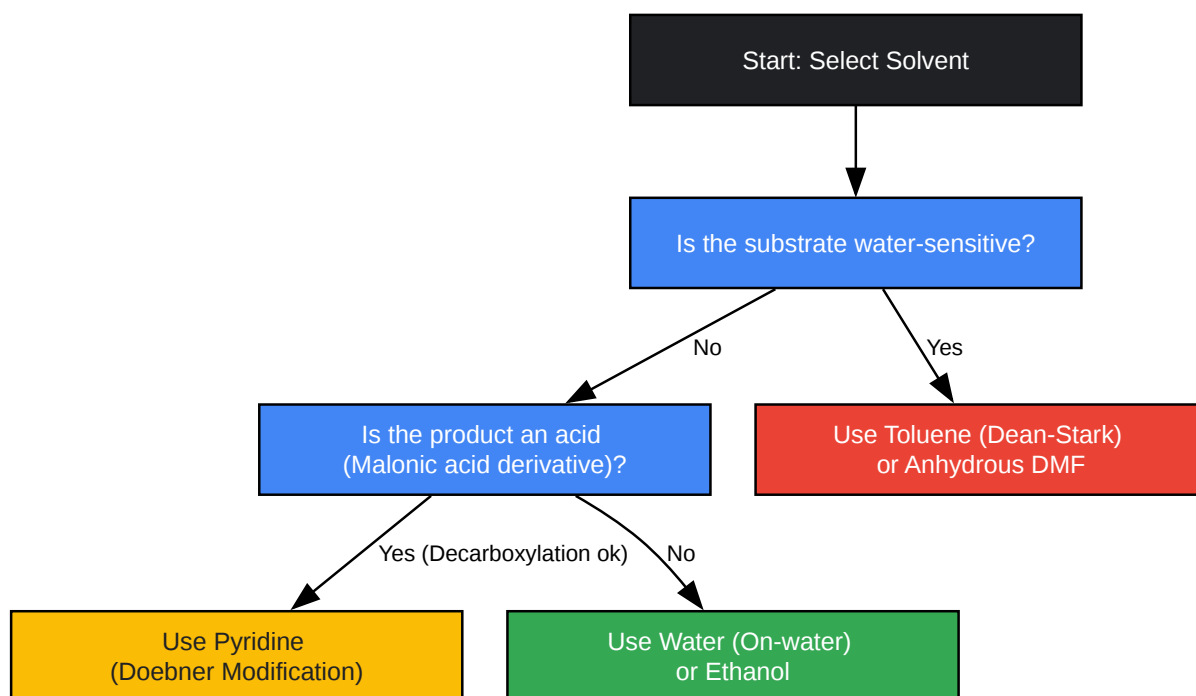 Start: Select Solvent
Is the substrate water-sensitive?
No
Yes
Is the product an acid
(Malonic acid derivative)?
Use Toluene (Dean-Stark)
or Anhydrous DMF
Yes (Decarboxylation ok)
No
Use Pyridine
(Doebner Modification)
Use Water (On-water)
or Ethanol